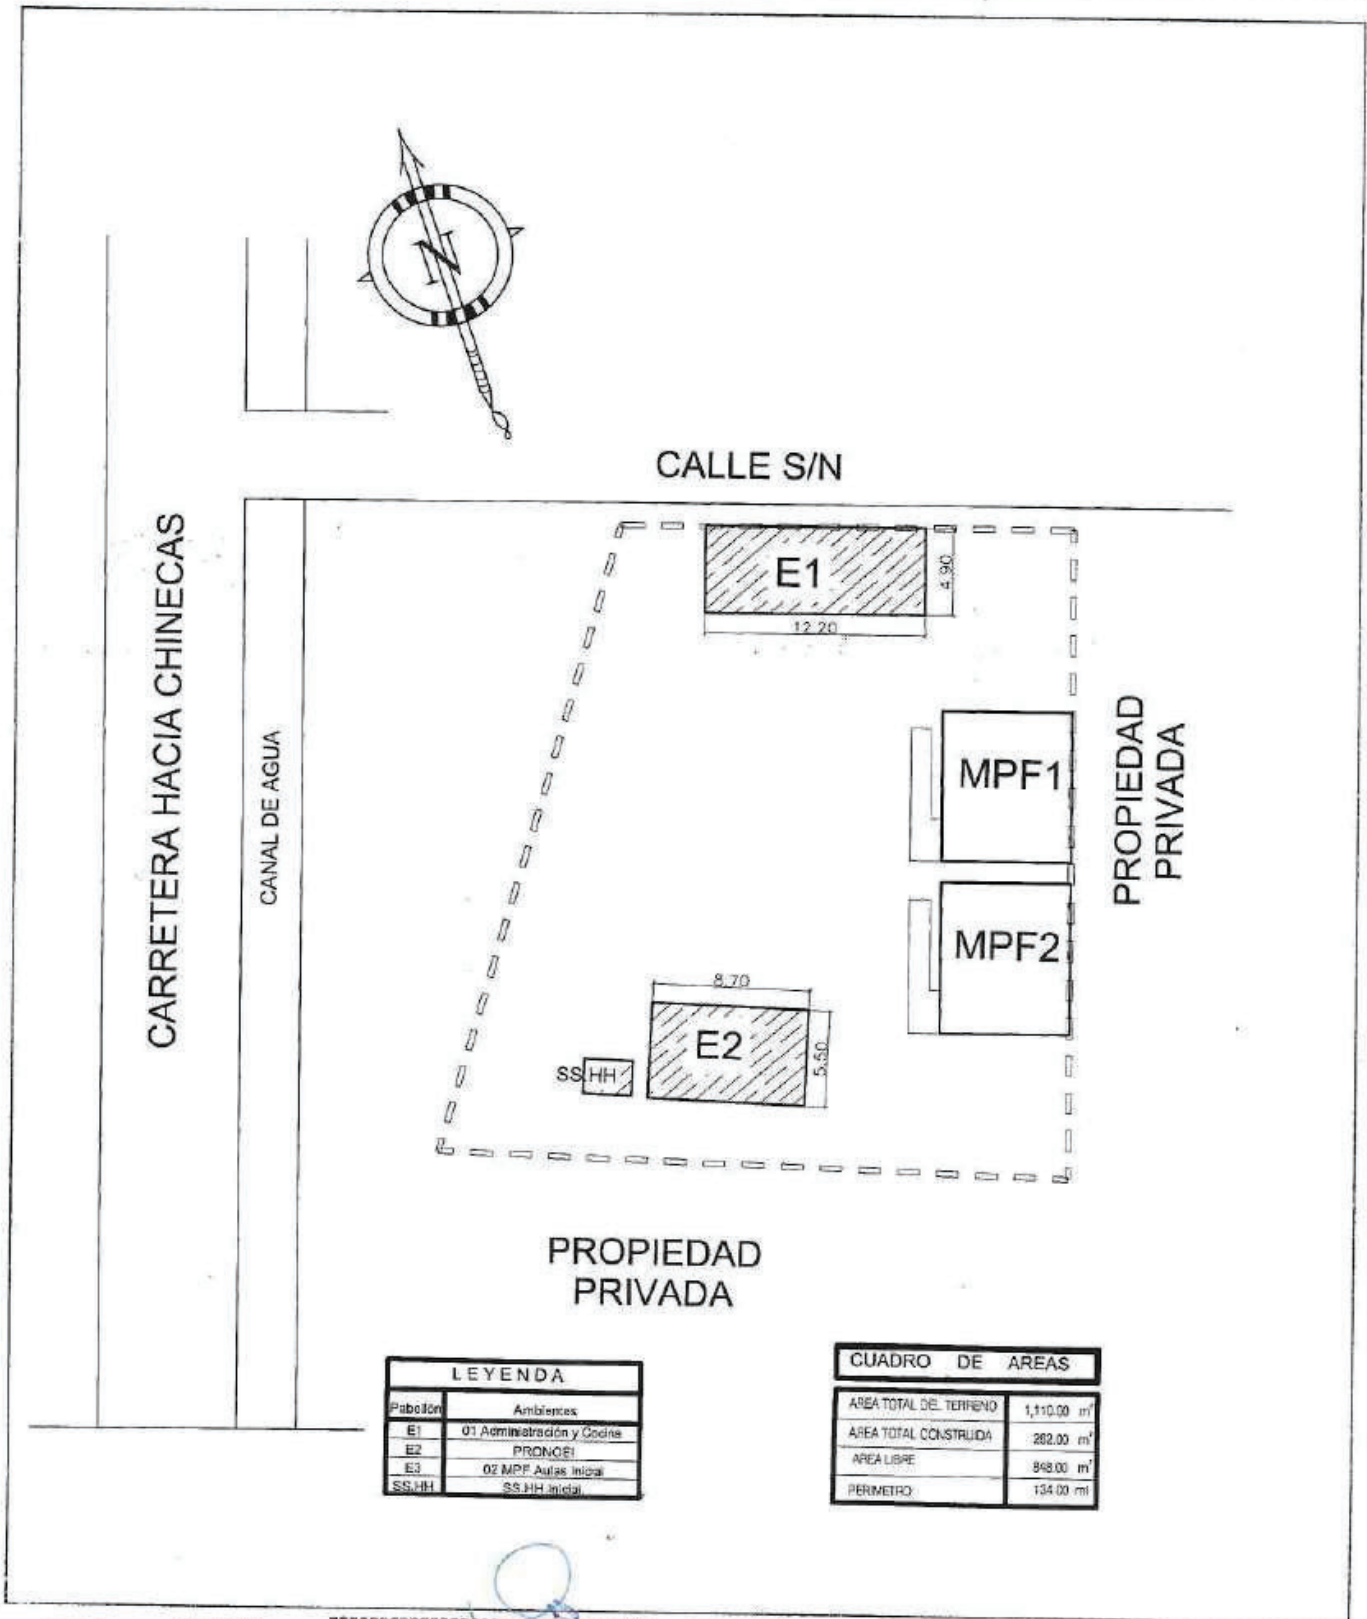 N
CALLE S/N
CARRETERA HACIA CHINECAS
CANAL DE AGUA
E1
4.90
12.20
MPF1
PROPIEDAD
PRIVADA
MPF2
8.70
E2
5.50
SS.HH
PROPIEDAD
PRIVADA
LEYENDA
Pabellón Ambientes
E1 01 Administración y Cocina
E2 PRONOEI
E3 02 MPF Aulas Inicial
SS.HH SS.HH Inicial
CUADRO DE AREAS
AREA TOTAL DEL TERRENO 1,110.00 m²
AREA TOTAL CONSTRUIDA 262.00 m²
AREA LIBRE 848.00 m²
PERIMETRO 134.00 ml